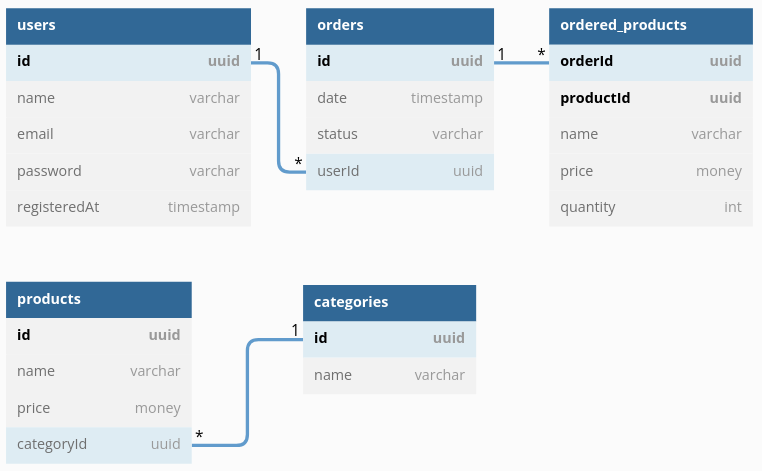 users
id uuid
name varchar
email varchar
password varchar
registeredAt timestamp
1
*
orders
id uuid
date timestamp
status varchar
userId uuid
1
*
ordered_products
orderId uuid
productId uuid
name varchar
price money
quantity int
products
id uuid
name varchar
price money
categoryId uuid
*
1
categories
id uuid
name varchar